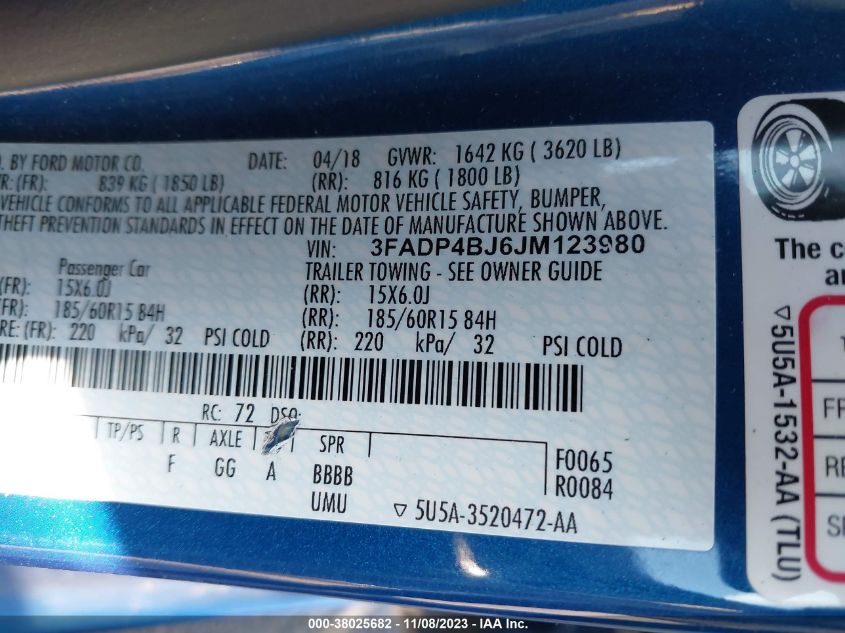 . BY FORD MOTOR CO. DATE: 04/18 GVWR: 1642 KG ( 3620 LB)
(FR): 839 KG ( 1850 LB) (RR): 816 KG ( 1800 LB)
VEHICLE CONFORMS TO ALL APPLICABLE FEDERAL MOTOR VEHICLE SAFETY, BUMPER,
THEFT PREVENTION STANDARDS IN EFFECT ON THE DATE OF MANUFACTURE SHOWN ABOVE.
VIN: 3FADP4BJ6JM123980
Passenger Car TRAILER TOWING - SEE OWNER GUIDE
(FR): 15X6.0J (RR): 15X6.0J
(FR): 185/60R15 84H (RR): 185/60R15 84H
RE: (FR): 220 kPa/ 32 PSI COLD (RR): 220 kPa/ 32 PSI COLD
RC: 72 DSO:
TP/PS R AXLE SPR
F GG A BBBB
UMU
F0065
R0084
▽ 5U5A-3520472-AA
The c
a
▽5U5A-1532-AA (TLU)
FR
RE
SP
000-38025682 - 11/08/2023 - www.iaai.com.